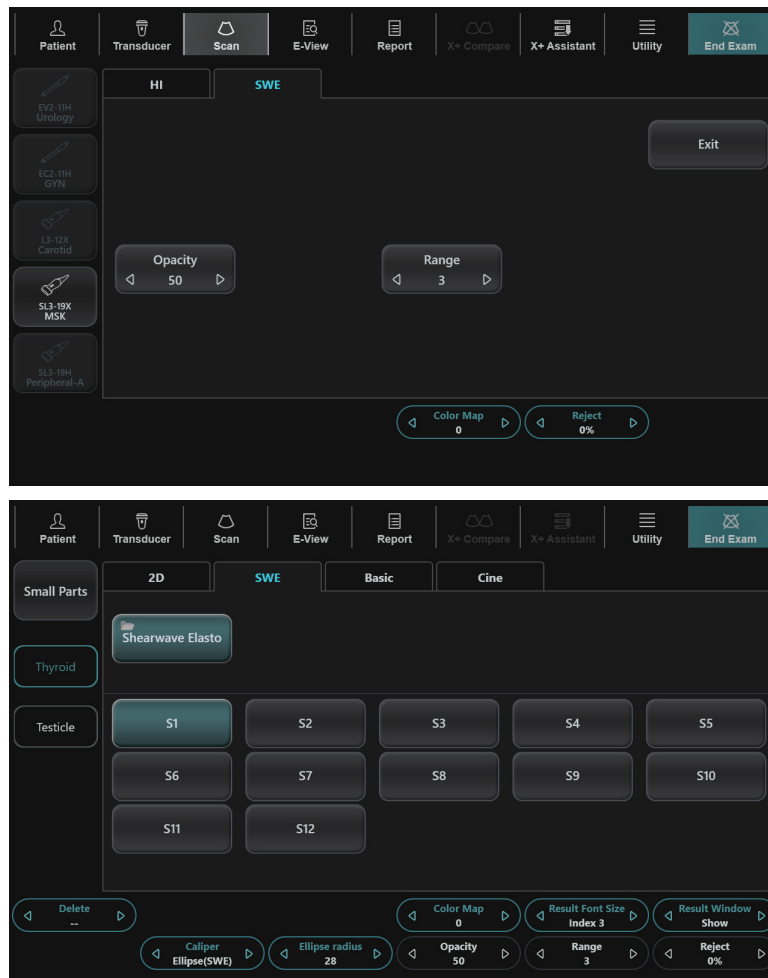 Patient
Transducer
Scan
E-View
Report
X+ Compare
X+ Assistant
Utility
End Exam
EV2-11H
Urology
HI
SWE
Exit
EC2-11H
GYN
L3-12X
Carotid
Opacity
50
Range
3
SL3-19X
MSK
SL3-19H
Peripheral-A
Color Map
0
Reject
0%
Patient
Transducer
Scan
E-View
Report
X+ Compare
X+ Assistant
Utility
End Exam
Small Parts
2D
SWE
Basic
Cine
Shearwave Elasto
Thyroid
Testicle
S1
S2
S3
S4
S5
S6
S7
S8
S9
S10
S11
S12
Delete
--
Color Map
0
Result Font Size
Index 3
Result Window
Show
Caliper
Ellipse(SWE)
Ellipse radius
28
Opacity
50
Range
3
Reject
0%